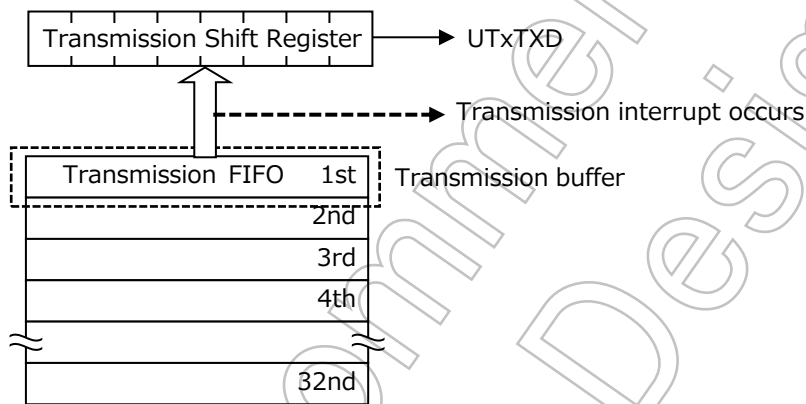 Transmission Shift Register
UTxTXD
Transmission interrupt occurs
Transmission FIFO 1st
Transmission buffer
2nd
3rd
4th
32nd